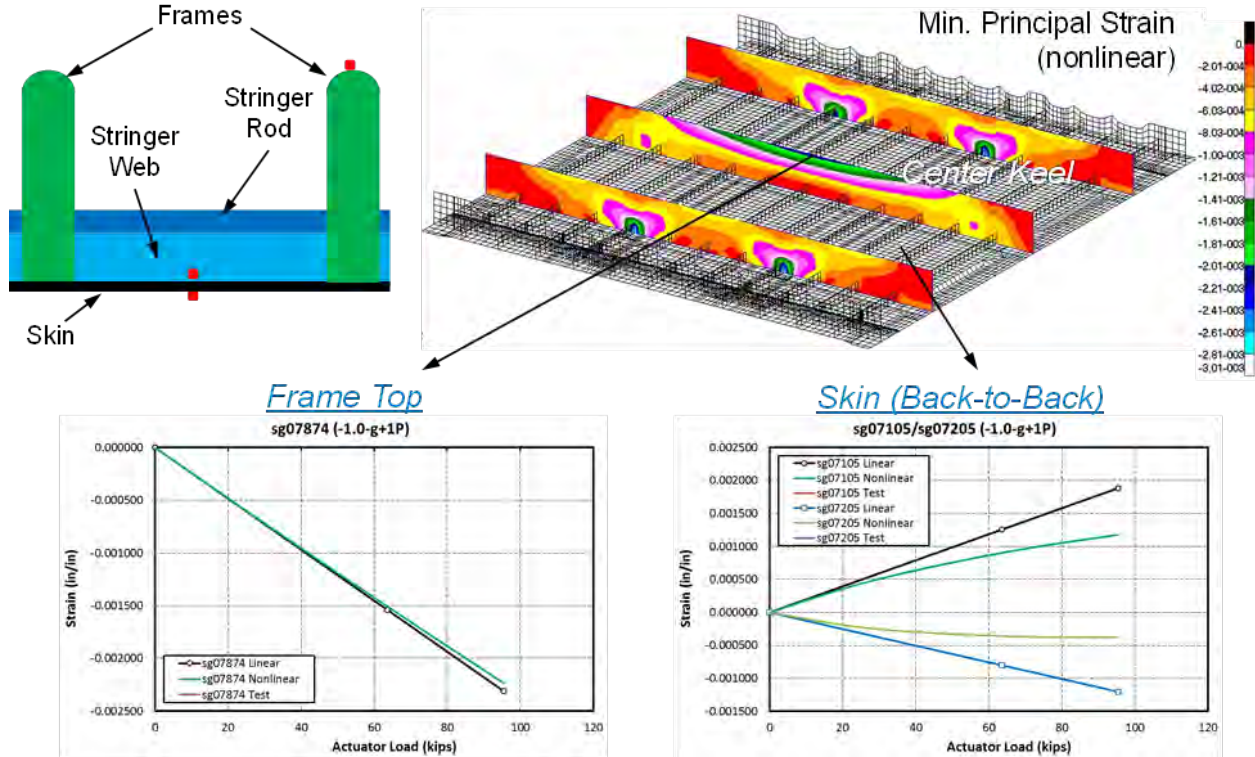 Frames
Stringer
Rod
Stringer
Web
Skin
Min. Principal Strain
(nonlinear)
Center Keel
0.
-2.01-004
-4.02-004
-6.03-004
-8.03-004
-1.00-003
-1.21-003
-1.41-003
-1.61-003
-1.81-003
-2.01-003
-2.21-003
-2.41-003
-2.61-003
-2.81-003
-3.01-003
Frame Top
sg07874 (-1.0-g+1P)
0.000000
-0.000500
-0.001000
-0.001500
-0.002000
-0.002500
Strain (in/in)
sg07874 Linear
sg07874 Nonlinear
sg07874 Test
0 20 40 60 80 100 120
Actuator Load (kips)
Skin (Back-to-Back)
sg07105/sg07205 (-1.0-g+1P)
0.002500
0.002000
0.001500
0.001000
0.000500
0.000000
-0.000500
-0.001000
-0.001500
Strain (in/in)
sg07105 Linear
sg07105 Nonlinear
sg07105 Test
sg07205 Linear
sg07205 Nonlinear
sg07205 Test
0 20 40 60 80 100 120
Actuator Load (kips)